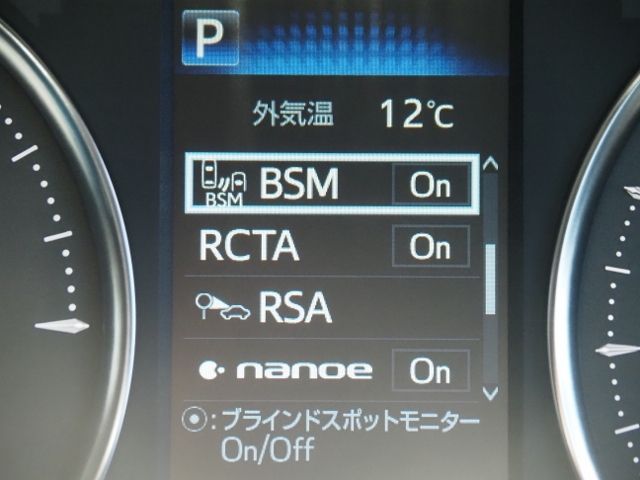 P
外気温 12℃
BSM BSM On
RCTA On
RSA
nanoe On
⦿:ブラインドスポットモニター
On/Off